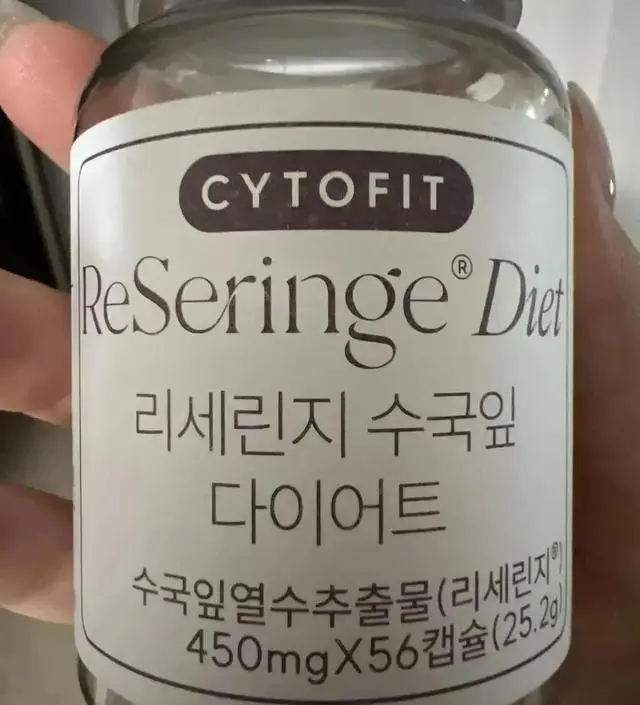 CYTOFIT
ReSeringe® Diet
리세린지 수국잎
다이어트
수국잎열수추출물(리세린지®)
450mgX56캡슐(25.2g)